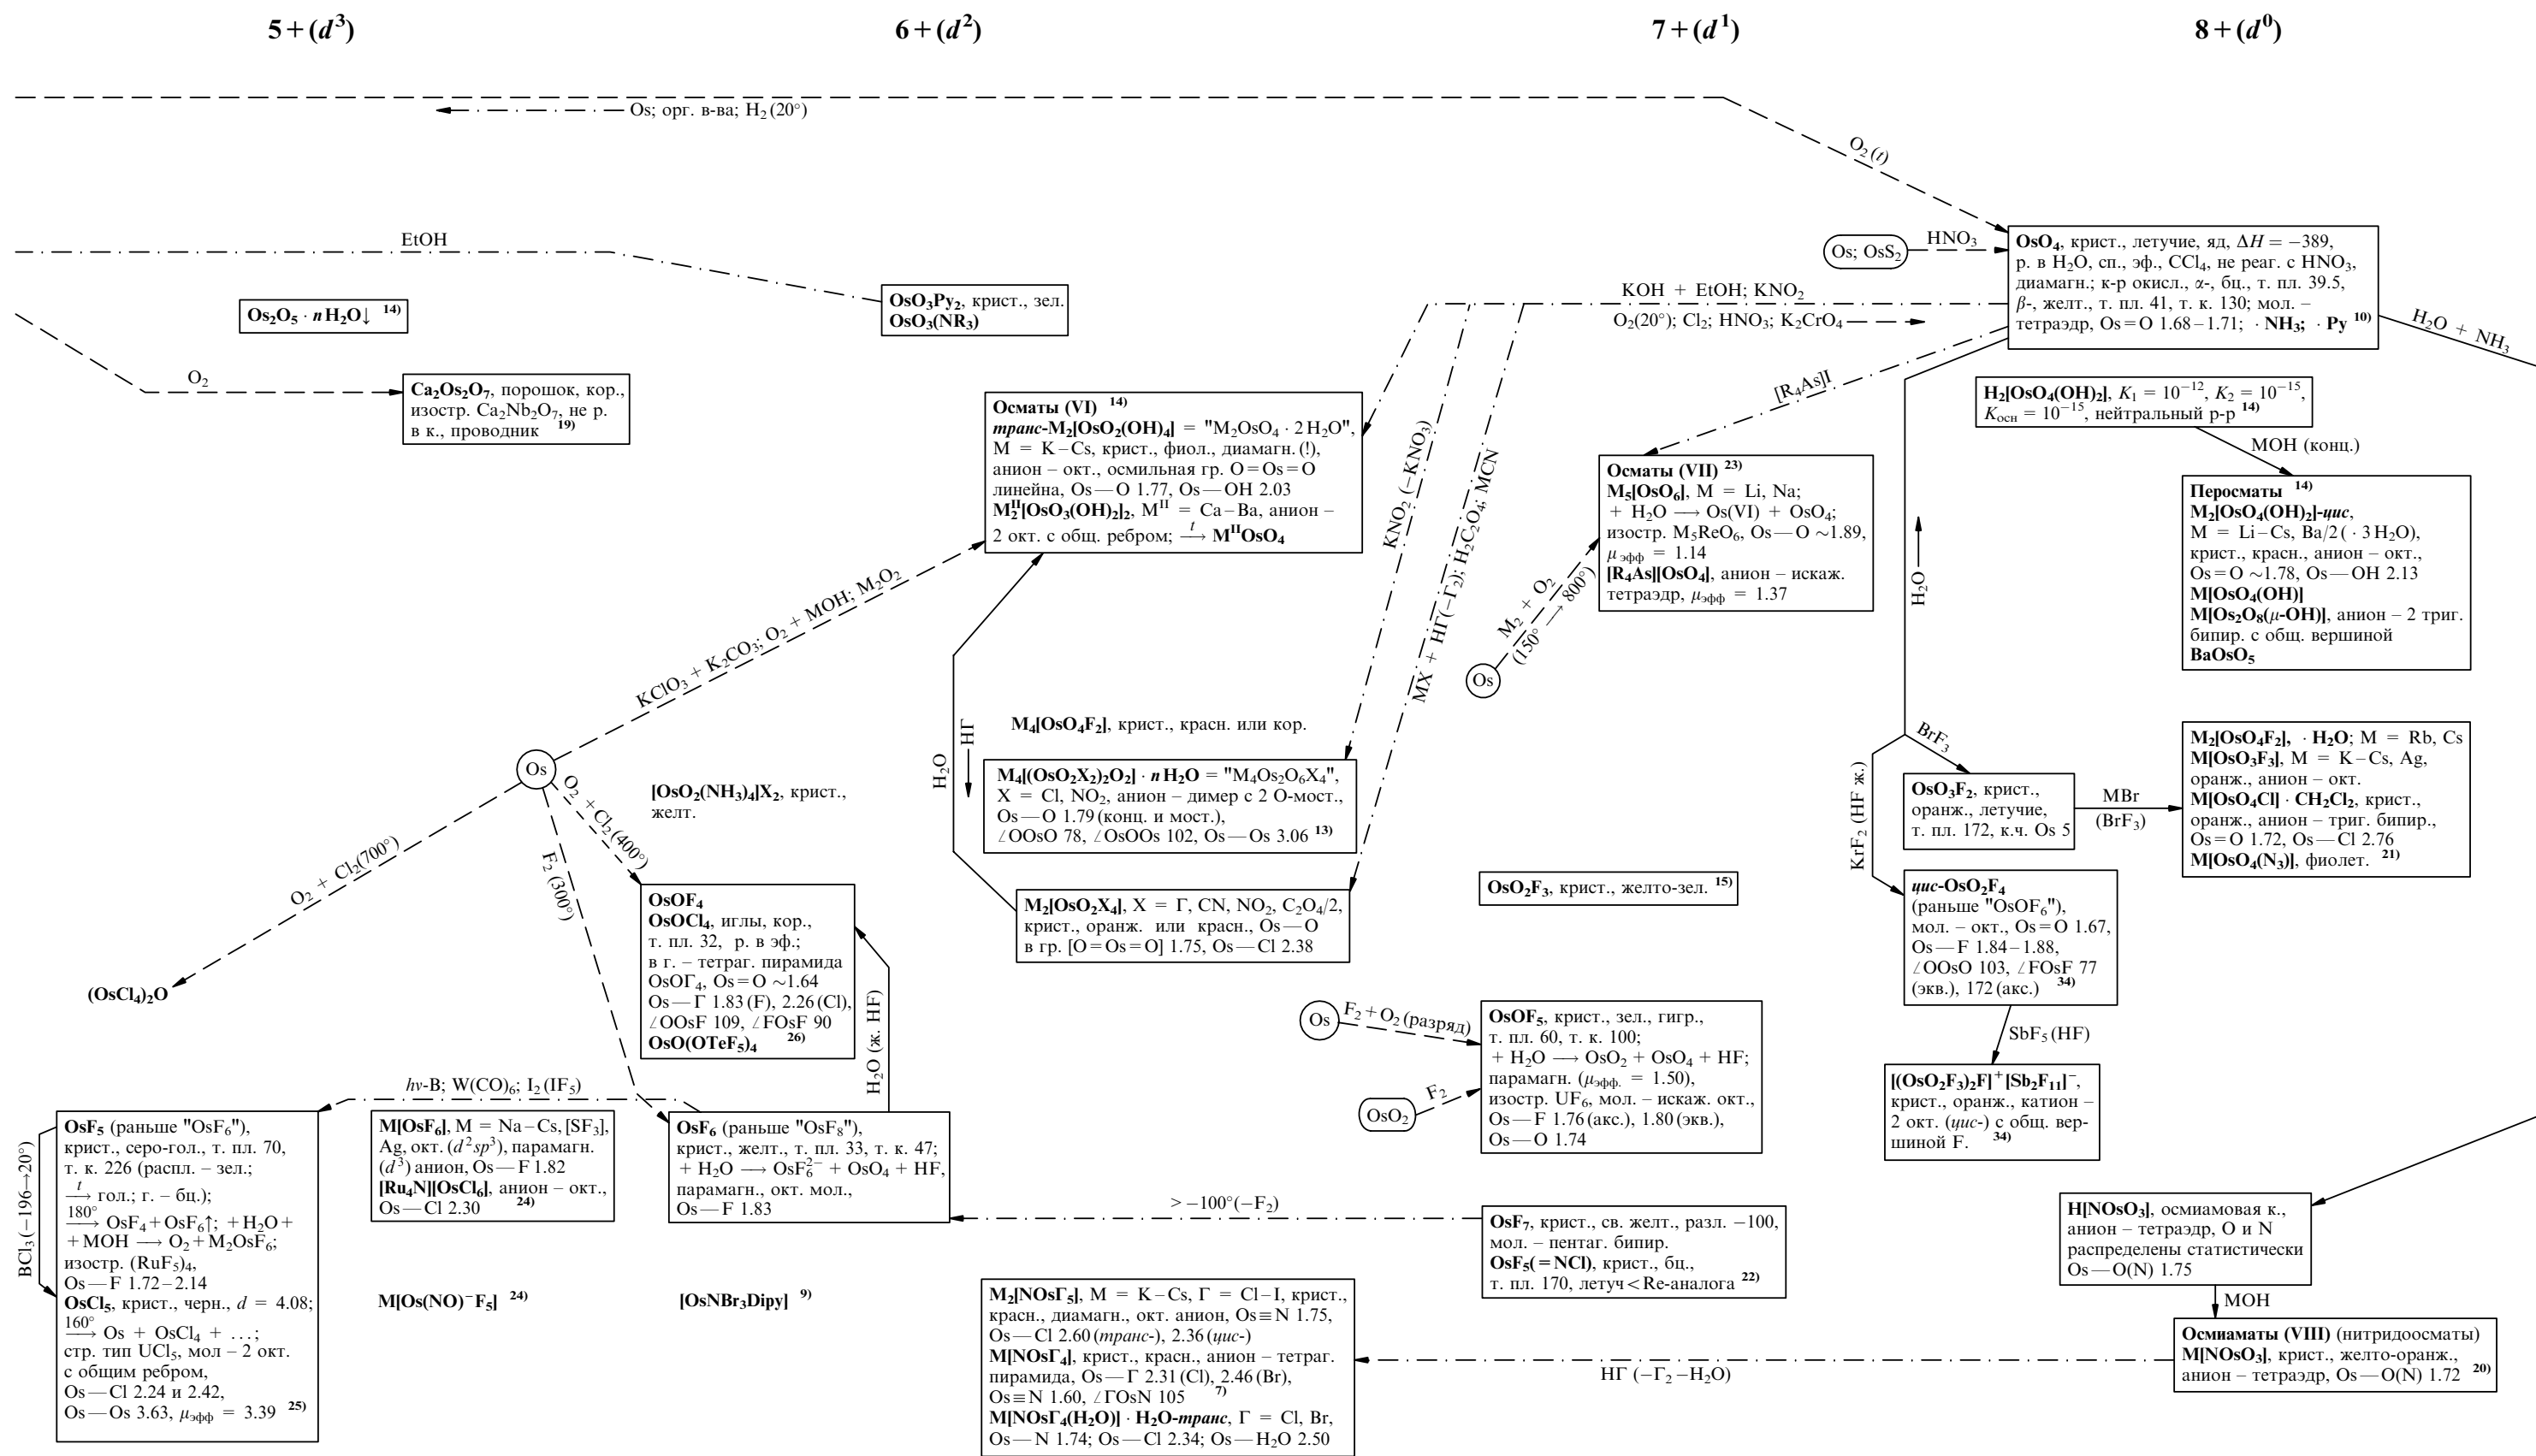 5+(d³)
6+(d²)
7+(d¹)
8+(d⁰)
Os; орг. в-ва; H₂(20°)
O₂(t)
EtOH
Os₂O₅ · nH₂O↓ ¹⁴⁾
O₂
Ca₂Os₂O₇, порошок, кор.,
изостр. Ca₂Nb₂O₇, не р.
в к., проводник ¹⁹⁾
OsO₃Py₂, крист., зел.
OsO₃(NR₃)
Os; OsS₂
HNO₃
OsO₄, крист., летучие, яд, ΔH = −389,
р. в H₂O, сп., эф., CCl₄, не реаг. с HNO₃,
диамагн.; к-р окисл., α-, бц., т. пл. 39.5,
β-, желт., т. пл. 41, т. к. 130; мол. –
тетраэдр, Os=O 1.68–1.71; · NH₃; · Py ¹⁰⁾
KOH + EtOH; KNO₂
O₂(20°); Cl₂; HNO₃; K₂CrO₄
H₂O + NH₃
[R₄As]I
H₂[OsO₄(OH)₂], K₁ = 10⁻¹², K₂ = 10⁻¹⁵,
Kосн = 10⁻¹⁵, нейтральный р-р ¹⁴⁾
MOH (конц.)
Осматы (VI) ¹⁴⁾
транс-M₂[OsO₂(OH)₄] = "M₂OsO₄ · 2H₂O",
M = K–Cs, крист., фиол., диамагн.(!),
анион – окт., осмильная гр. O=Os=O
линейна, Os—O 1.77, Os—OH 2.03
M₂ᴵᴵ[OsO₃(OH)₂]₂, Mᴵᴵ = Ca–Ba, анион –
2 окт. с общ. ребром; t→ MᴵᴵOsO₄
KNO₂ (−KNO₃)
MX + HГ(−Г₂); H₂C₂O₄; MCN
Осматы (VII) ²³⁾
M₅[OsO₆], M = Li, Na;
+ H₂O → Os(VI) + OsO₄;
изостр. M₅ReO₆, Os—O ~1.89,
μэфф = 1.14
[R₄As][OsO₄], анион – искаж.
тетраэдр, μэфф = 1.37
M₂ + O₂
(150° → 800°)
Os
H₂O
Перосматы ¹⁴⁾
M₂[OsO₄(OH)₂]-цис,
M = Li–Cs, Ba/2( · 3H₂O),
крист., красн., анион – окт.,
Os=O ~1.78, Os—OH 2.13
M[OsO₄(OH)]
M[Os₂O₈(μ-OH)], анион – 2 триг.
бипир. с общ. вершиной
BaOsO₅
KClO₃ + K₂CO₃; O₂ + MOH; M₂O₂
Os
H₂O
HГ
M₄[OsO₄F₂], крист., красн. или кор.
M₄[(OsO₂X₂)₂O₂] · nH₂O = "M₄Os₂O₆X₄",
X = Cl, NO₂, анион – димер с 2 O-мост.,
Os—O 1.79(конц. и мост.),
∠OOsO 78, ∠OsOOs 102, Os—Os 3.06 ¹³⁾
[OsO₂(NH₃)₄]X₂, крист.,
желт.
O₂ + Cl₂(700°)
O₂ +Cl₂(400°)
F₂ (300°)
(OsCl₄)₂O
OsOF₄
OsOCl₄, иглы, кор.,
т. пл. 32, р. в эф.;
в г. – тетраг. пирамида
OsOГ₄, Os=O ~1.64
Os—Г 1.83(F), 2.26(Cl),
∠OOsF 109, ∠FOsF 90
OsO(OTeF₅)₄ ²⁶⁾
H₂O (ж. HF)
M₂[OsO₂X₄], X = Г, CN, NO₂, C₂O₄/2,
крист., оранж. или красн., Os—O
в гр. [O=Os=O] 1.75, Os—Cl 2.38
BrF₃
KrF₂ (HF ж.)
OsO₃F₂, крист.,
оранж., летучие,
т. пл. 172, к.ч. Os 5
MBr
(BrF₃)
M₂[OsO₄F₂], · H₂O; M = Rb, Cs
M[OsO₃F₃], M = K–Cs, Ag,
оранж., анион – окт.
M[OsO₄Cl] · CH₂Cl₂, крист.,
оранж., анион – триг. бипир.,
Os=O 1.72, Os—Cl 2.76
M[OsO₄(N₃)], фиолет. ²¹⁾
OsO₂F₃, крист., желто-зел. ¹⁵⁾
цис-OsO₂F₄
(раньше "OsOF₆"),
мол. – окт., Os=O 1.67,
Os—F 1.84–1.88,
∠OOsO 103, ∠FOsF 77
(экв.), 172(акс.) ³⁴⁾
SbF₅(HF)
Os
F₂+O₂(разряд)
OsO₂
F₂
OsOF₅, крист., зел., гигр.,
т. пл. 60, т. к. 100;
+ H₂O → OsO₂ + OsO₄ + HF;
парамагн. (μэфф. = 1.50),
изостр. UF₆, мол. – искаж. окт.,
Os—F 1.76(акс.), 1.80(экв.),
Os—O 1.74
[(OsO₂F₃)₂F]⁺[Sb₂F₁₁]⁻,
крист., оранж., катион –
2 окт. (цис-) с общ. вер-
шиной F. ³⁴⁾
hν-B; W(CO)₆; I₂(IF₅)
BCl₃(−196→20°)
OsF₅ (раньше "OsF₆"),
крист., серо-гол., т. пл. 70,
т. к. 226 (распл. – зел.;
t→ гол.; г. – бц.);
180°→ OsF₄+OsF₆↑; +H₂O+
+MOH → O₂+M₂OsF₆;
изостр. (RuF₅)₄,
Os—F 1.72–2.14
OsCl₅, крист., черн., d = 4.08;
160°→ Os + OsCl₄ + …;
стр. тип UCl₅, мол – 2 окт.
с общим ребром,
Os—Cl 2.24 и 2.42,
Os—Os 3.63, μэфф = 3.39 ²⁵⁾
M[OsF₆], M = Na–Cs, [SF₃],
Ag, окт. (d²sp³), парамагн.
(d³) анион, Os—F 1.82
[Ru₄N][OsCl₆], анион – окт.,
Os—Cl 2.30 ²⁴⁾
M[Os(NO)⁻F₅] ²⁴⁾
OsF₆ (раньше "OsF₈"),
крист., желт., т. пл. 33, т. к. 47;
+ H₂O → OsF₆²⁻ + OsO₄ + HF,
парамагн., окт. мол.,
Os—F 1.83
[OsNBr₃Dipy] ⁹⁾
> −100°(−F₂)
OsF₇, крист., св. желт., разл. −100,
мол. – пентаг. бипир.
OsF₅(=NCl), крист., бц.,
т. пл. 170, летуч<Re-аналога ²²⁾
M₂[NOsГ₅], M = K–Cs, Г = Cl–I, крист.,
красн., диамагн., окт. анион, Os≡N 1.75,
Os—Cl 2.60(транс-), 2.36(цис-)
M[NOsГ₄], крист., красн., анион – тетраг.
пирамида, Os—Г 2.31(Cl), 2.46(Br),
Os≡N 1.60, ∠ГOsN 105 ⁷⁾
M[NOsГ₄(H₂O)] · H₂O-транс, Г = Cl, Br,
Os—N 1.74; Os—Cl 2.34; Os—H₂O 2.50
H[NOsO₃], осмиамовая к.,
анион – тетраэдр, O и N
распределены статистически
Os—O(N) 1.75
MOH
HГ (−Г₂ −H₂O)
Осмиаматы (VIII) (нитридоосматы)
M[NOsO₃], крист., желто-оранж.,
анион – тетраэдр, Os—O(N) 1.72 ²⁰⁾